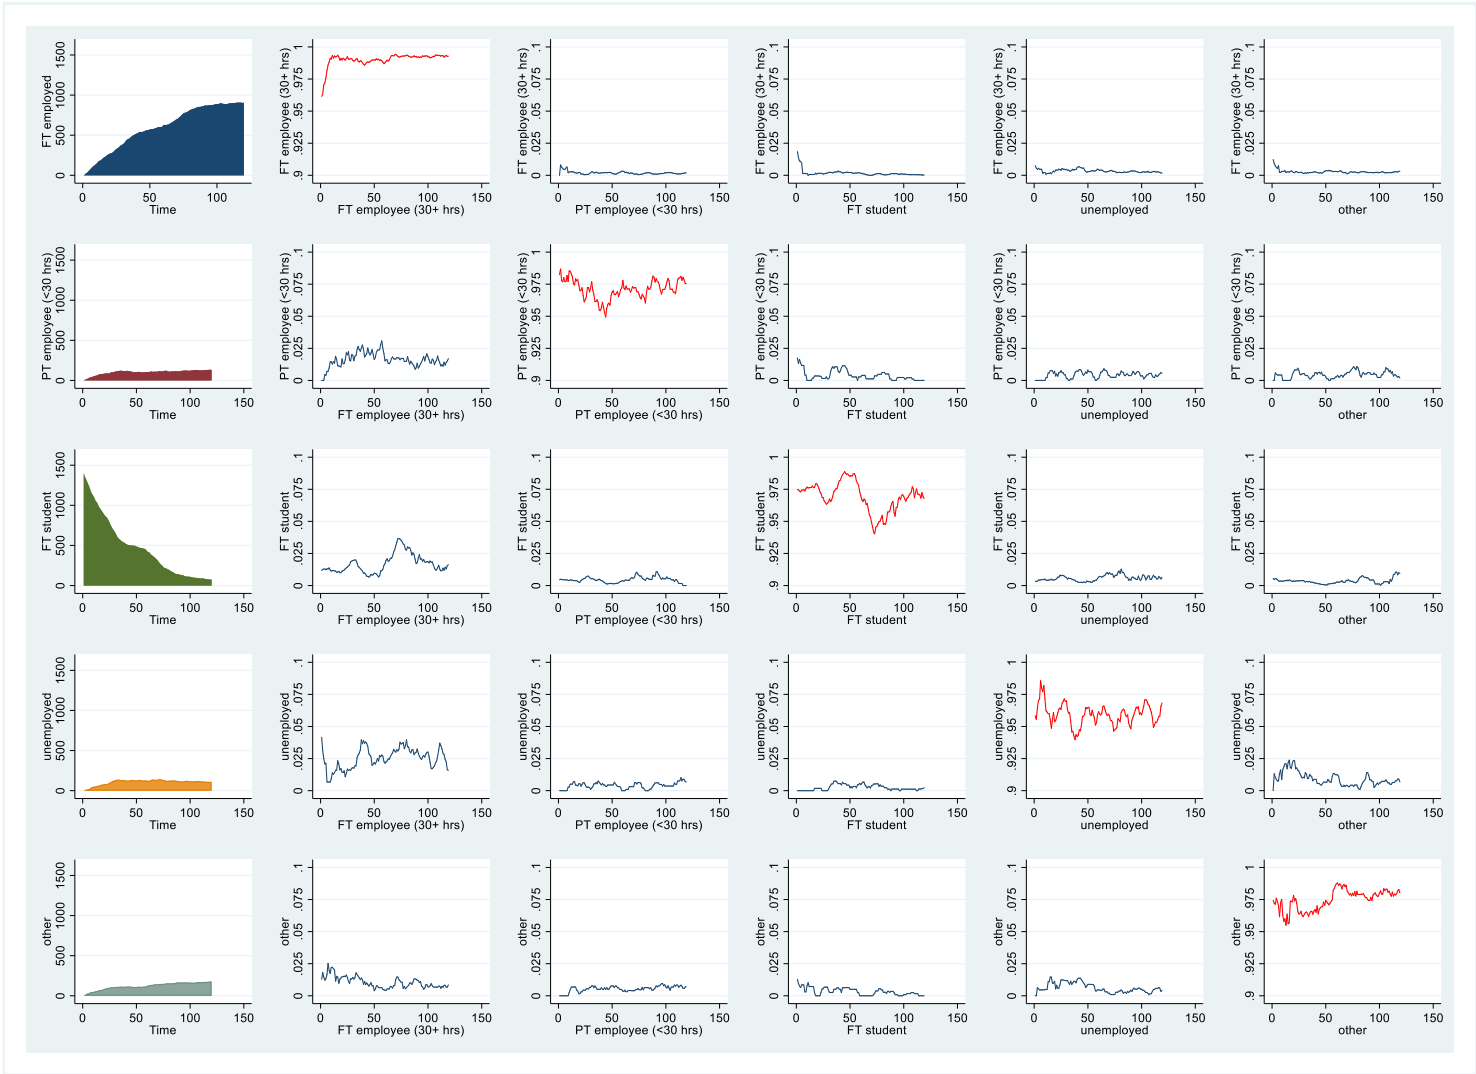 FT employed
0 500 1000 1500
0 50 100
Time
FT employee (30+ hrs)
.9 .925 .95 .975 1
0 50 100 150
FT employee (30+ hrs)
FT employee (30+ hrs)
0 .025 .05 .075 .1
0 50 100 150
PT employee (<30 hrs)
FT employee (30+ hrs)
0 .025 .05 .075 .1
0 50 100 150
FT student
FT employee (30+ hrs)
0 .025 .05 .075 .1
0 50 100 150
unemployed
FT employee (30+ hrs)
0 .025 .05 .075 .1
0 50 100 150
other
PT employee (<30 hrs)
0 500 1000 1500
0 50 100 150
Time
PT employee (<30 hrs)
0 .025 .05 .075 .1
0 50 100 150
FT employee (30+ hrs)
PT employee (<30 hrs)
.9 .925 .95 .975 1
0 50 100 150
PT employee (<30 hrs)
PT employee (<30 hrs)
0 .025 .05 .075 .1
0 50 100 150
FT student
PT employee (<30 hrs)
0 .025 .05 .075 .1
0 50 100 150
unemployed
PT employee (<30 hrs)
0 .025 .05 .075 .1
0 50 100 150
other
FT student
0 500 1000 1500
0 50 100 150
Time
FT student
0 .025 .05 .075 .1
0 50 100 150
FT employee (30+ hrs)
FT student
0 .025 .05 .075 .1
0 50 100 150
PT employee (<30 hrs)
FT student
.9 .925 .95 .975 1
0 50 100 150
FT student
FT student
0 .025 .05 .075 .1
0 50 100 150
unemployed
FT student
0 .025 .05 .075 .1
0 50 100 150
other
unemployed
0 500 1000 1500
0 50 100 150
Time
unemployed
0 .025 .05 .075 .1
0 50 100 150
FT employee (30+ hrs)
unemployed
0 .025 .05 .075 .1
0 50 100 150
PT employee (<30 hrs)
unemployed
0 .025 .05 .075 .1
0 50 100 150
FT student
unemployed
.9 .925 .95 .975 1
0 50 100 150
unemployed
unemployed
0 .025 .05 .075 .1
0 50 100 150
other
other
0 500 1000 1500
0 50 100 150
Time
other
0 .025 .05 .075 .1
0 50 100 150
FT employee (30+ hrs)
other
0 .025 .05 .075 .1
0 50 100 150
PT employee (<30 hrs)
other
0 .025 .05 .075 .1
0 50 100 150
FT student
other
0 .025 .05 .075 .1
0 50 100 150
unemployed
other
.9 .925 .95 .975 1
0 50 100 150
other